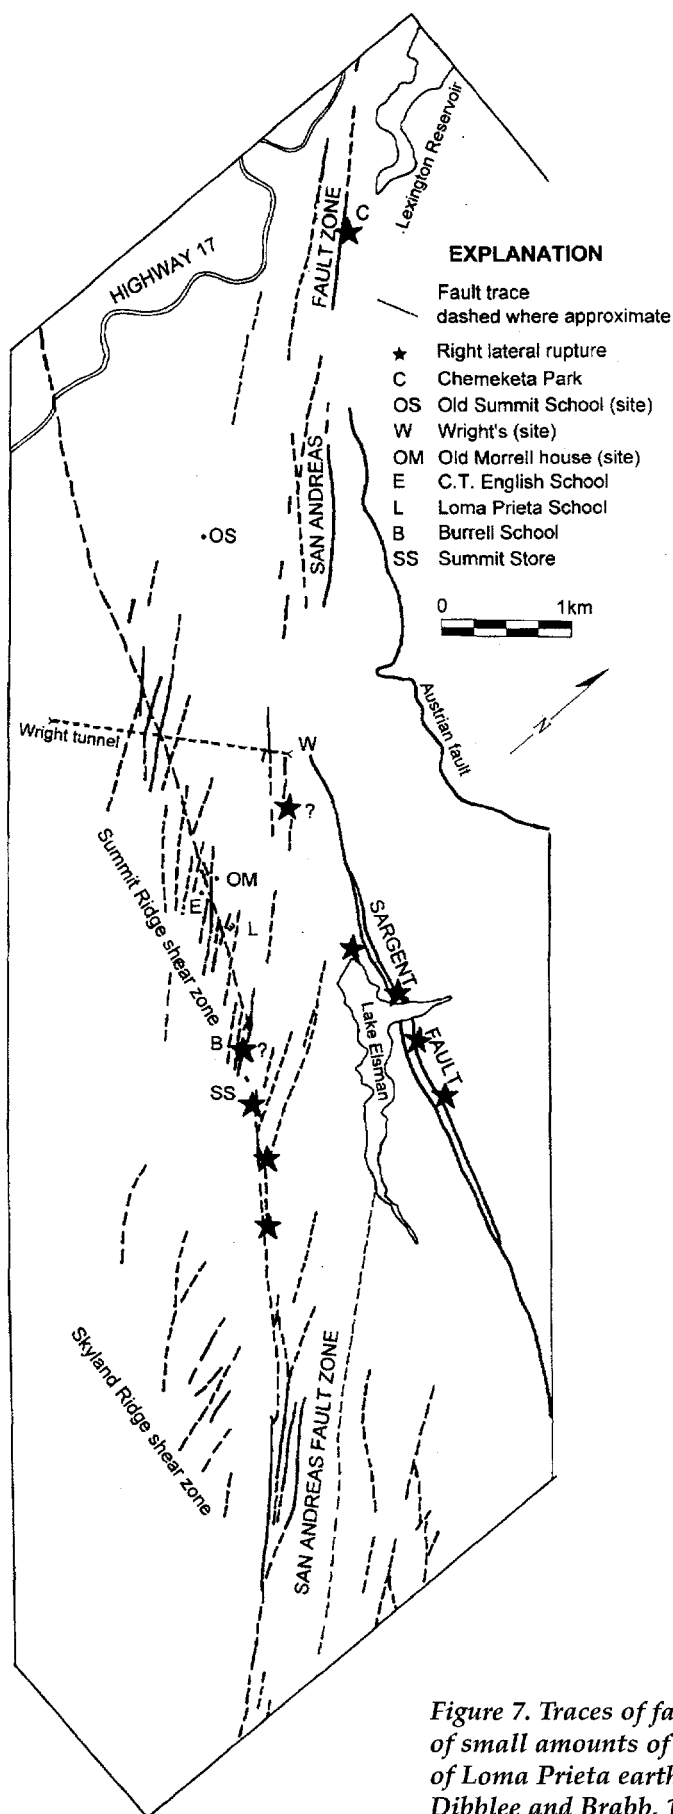 Lexington Reservoir
HIGHWAY 17
FAULT ZONE
C
EXPLANATION
Fault trace
dashed where approximate
Right lateral rupture
C Chemeketa Park
OS Old Summit School (site)
W Wright's (site)
OM Old Morrell house (site)
E C.T. English School
L Loma Prieta School
B Burrell School
SS Summit Store
SAN ANDREAS
OS
0 1km
N
Austrian fault
Wright tunnel
W
?
Summit Ridge shear zone
OM
E
L
SARGENT
FAULT
Lake Elsman
B
?
SS
Skyland Ridge shear zone
SAN ANDREAS FAULT ZONE
Figure 7. Traces of fa
of small amounts of
of Loma Prieta earth
Dibblee and Brabb, 1